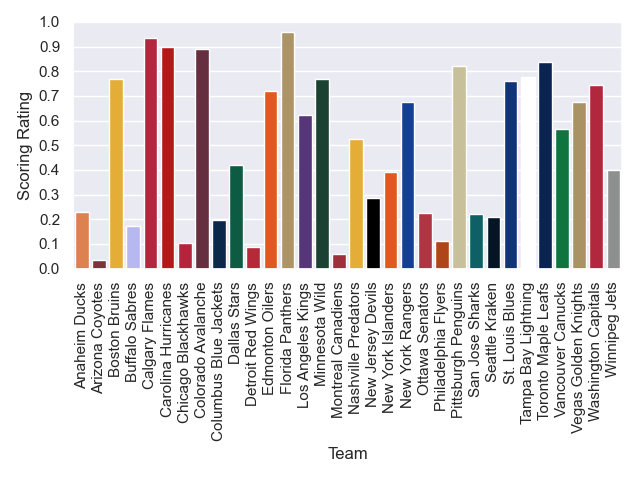 1.0
0.9
0.8
0.7
0.6
0.5
0.4
0.3
0.2
0.1
0.0
Scoring Rating
Anaheim Ducks
Arizona Coyotes
Boston Bruins
Buffalo Sabres
Calgary Flames
Carolina Hurricanes
Chicago Blackhawks
Colorado Avalanche
Columbus Blue Jackets
Dallas Stars
Detroit Red Wings
Edmonton Oilers
Florida Panthers
Los Angeles Kings
Minnesota Wild
Montreal Canadiens
Nashville Predators
New Jersey Devils
New York Islanders
New York Rangers
Ottawa Senators
Philadelphia Flyers
Pittsburgh Penguins
San Jose Sharks
Seattle Kraken
St. Louis Blues
Tampa Bay Lightning
Toronto Maple Leafs
Vancouver Canucks
Vegas Golden Knights
Washington Capitals
Winnipeg Jets
Team